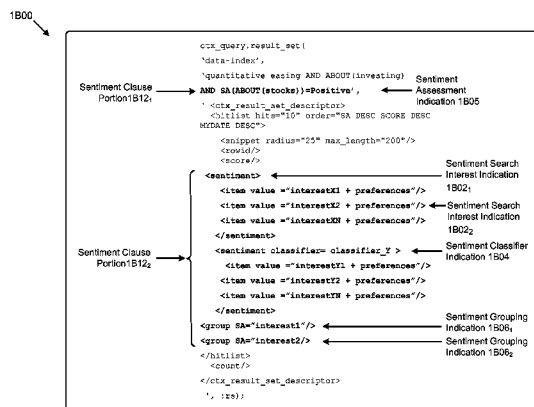 1B00
ctx_query.result_set(
'data-index',
'quantitative easing AND ABOUT(investing)
AND SA(ABOUT(stocks))=Positive',
' <ctx_result_set_descriptor>
<hitlist hits="10" order="SA DESC SCORE DESC
MYDATE DESC">
<snippet radius="25" max_length="200"/>
<rowid/>
<score/>
<sentiment>
<item value ="interestX1 + preferences"/>
<item value ="interestX2 + preferences"/>
<item value ="interestXN + preferences"/>
</sentiment>
<sentiment classifier= classifier_Y >
<item value ="interestY1 + preferences"/>
<item value ="interestY2 + preferences"/>
<item value ="interestYN + preferences"/>
</sentiment>
<group SA="interest1"/>
<group SA="interest2/>
</hitlist>
<count/>
</ctx_result_set_descriptor>
', :rs);
Sentiment Clause
Portion1B12₁
Sentiment Clause
Portion1B12₂
Sentiment
Assessment
Indication 1B05
Sentiment Search
Interest Indication
1B02₁
Sentiment Search
Interest Indication
1B02₂
Sentiment Classifier
Indication 1B04
Sentiment Grouping
Indication 1B06₁
Sentiment Grouping
Indication 1B06₂